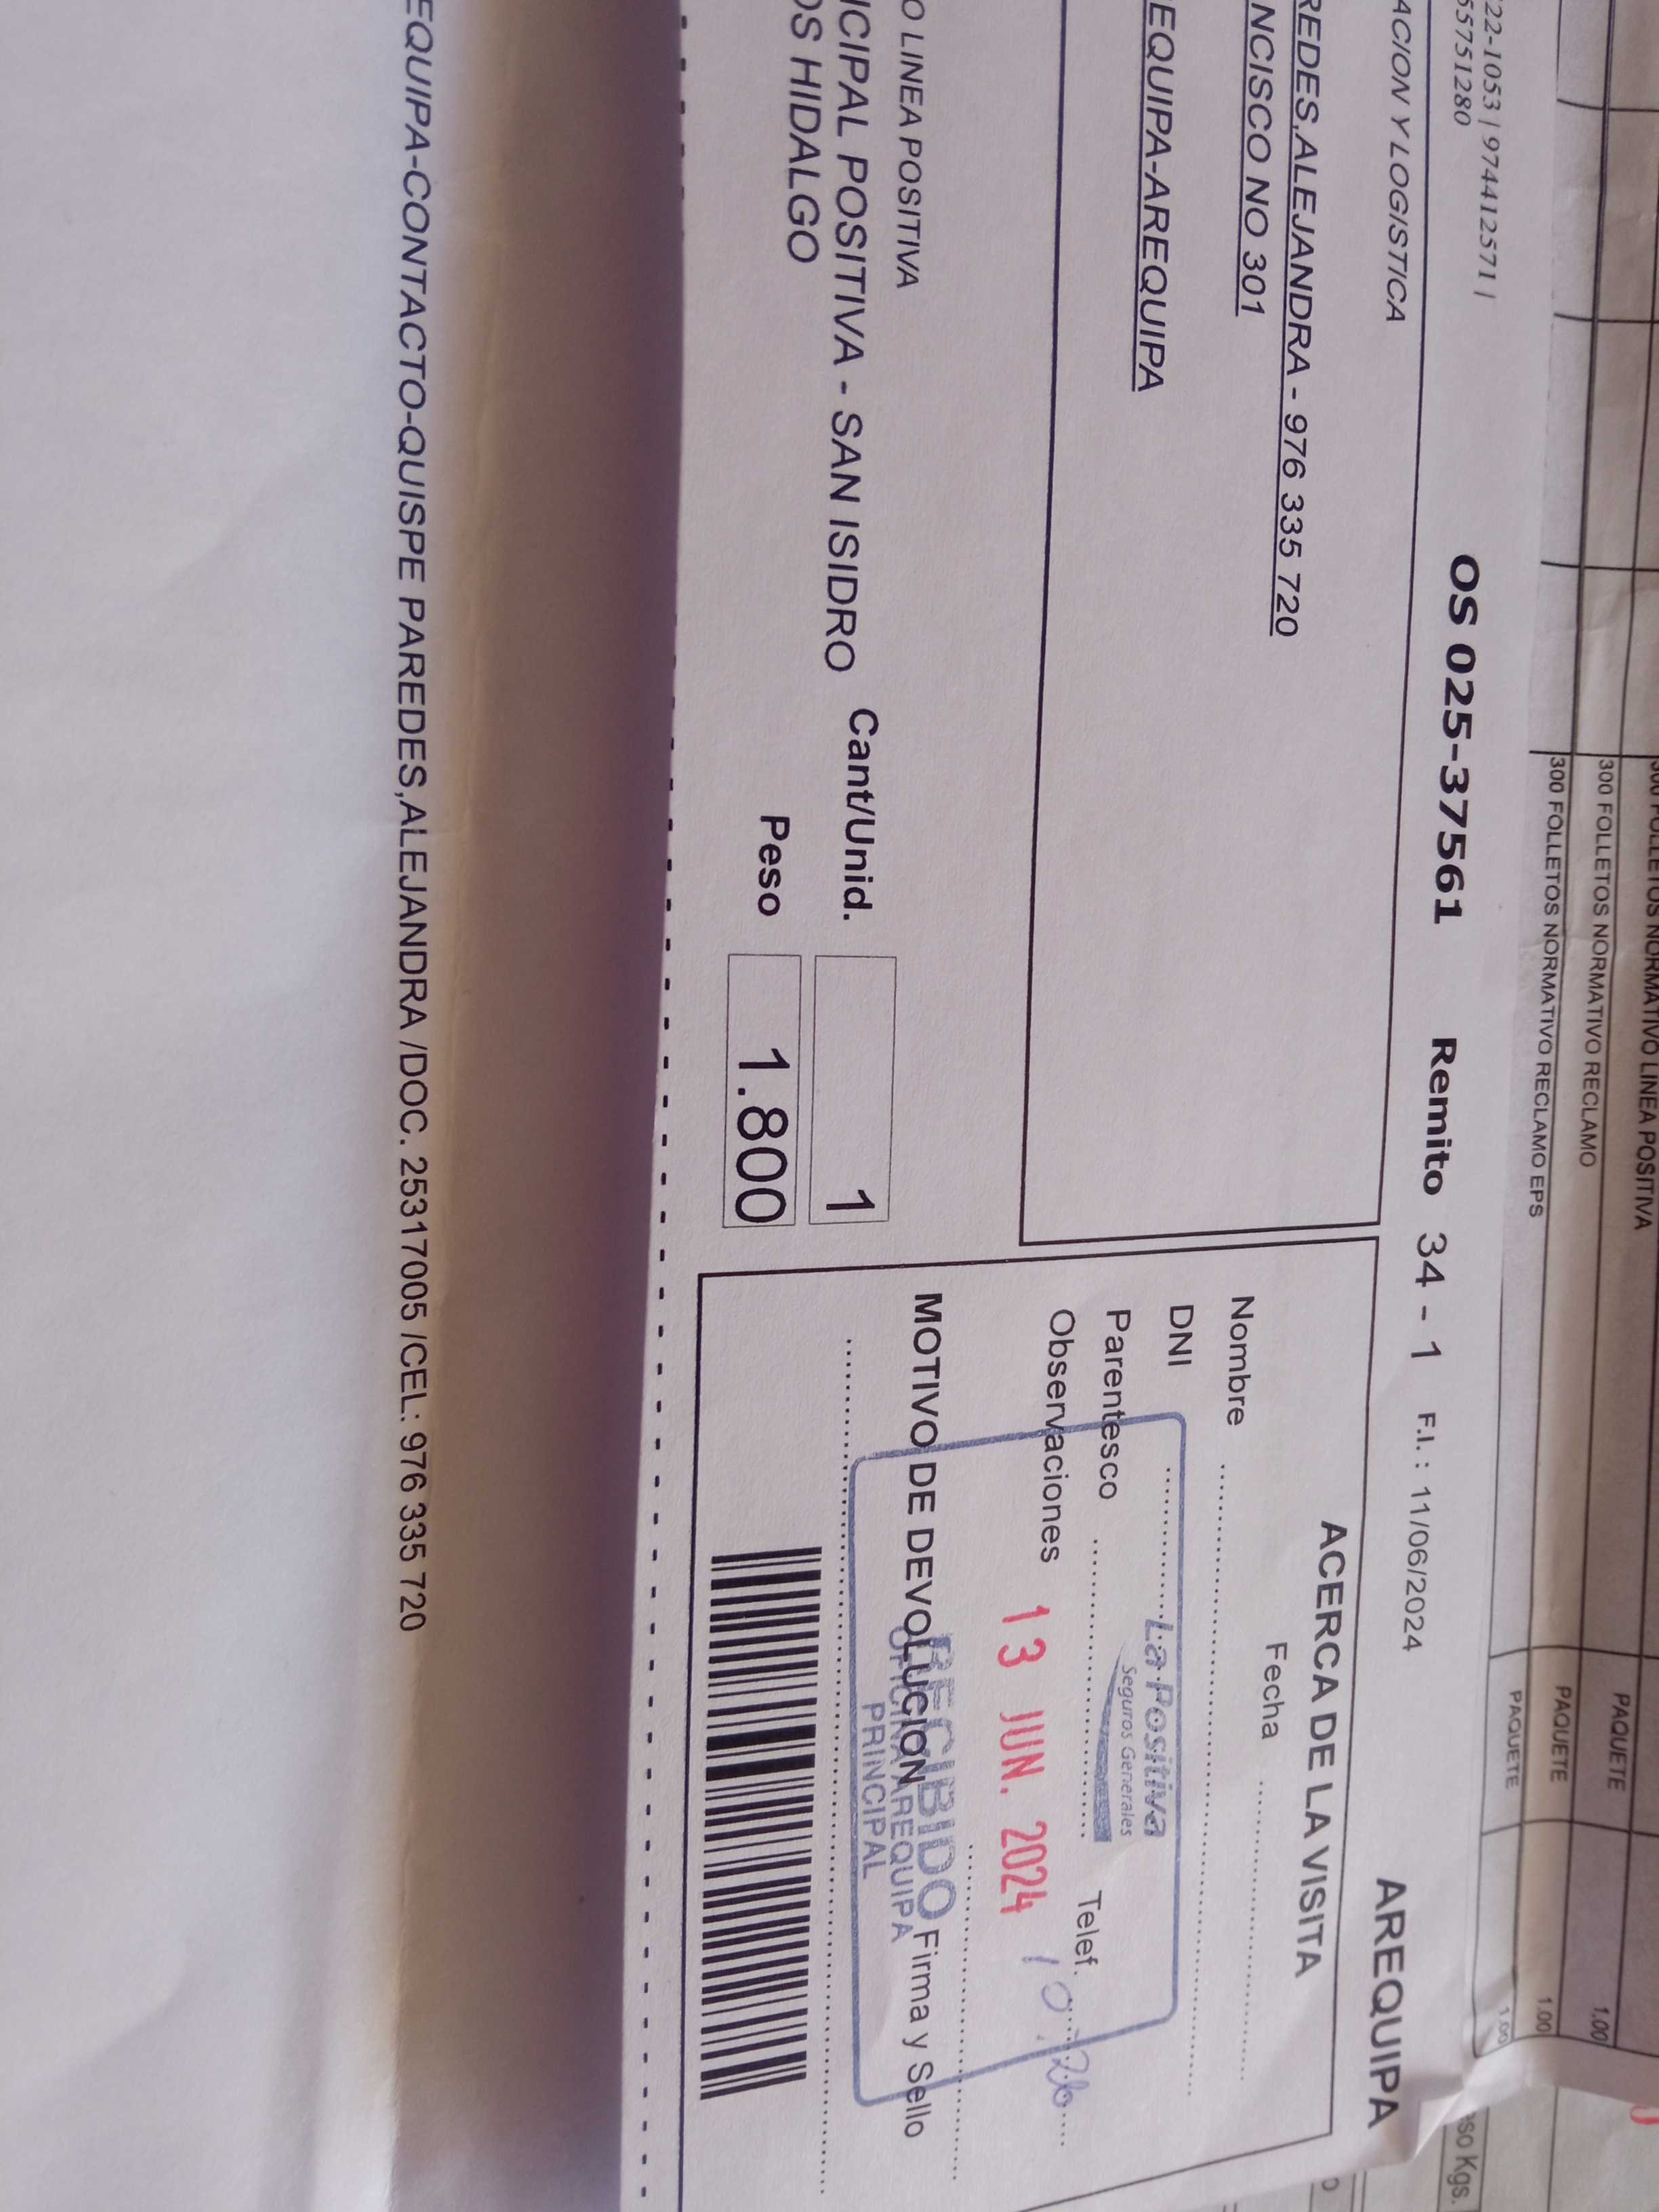 300 FOLLETOS NORMATIVO LINEA POSITIVA PAQUETE
300 FOLLETOS NORMATIVO RECLAMO PAQUETE 1.00
300 FOLLETOS NORMATIVO RECLAMO EPS PAQUETE 1.00
1.00
Kgs.
22-1053 | 974412571 |
55751280
OS 025-37561 Remito 34 - 1 F.I. : 11/06/2024 AREQUIPA
ACION Y LOGISTICA
REDES,ALEJANDRA - 976 335 720
NCISCO NO 301
EQUIPA-AREQUIPA
ACERCA DE LA VISITA
Fecha
Nombre
DNI
Parentesco Telef.
Observaciones
La Positiva
Seguros Generales
13 JUN. 2024
RECIBIDO
OFICINA AREQUIPA
PRINCIPAL
MOTIVO DE DEVOLUCION Firma y Sello
O LINEA POSITIVA
ICIPAL POSITIVA - SAN ISIDRO Cant/Unid. 1
OS HIDALGO Peso 1.800
EQUIPA-CONTACTO-QUISPE PAREDES,ALEJANDRA /DOC. 25317005 /CEL: 976 335 720